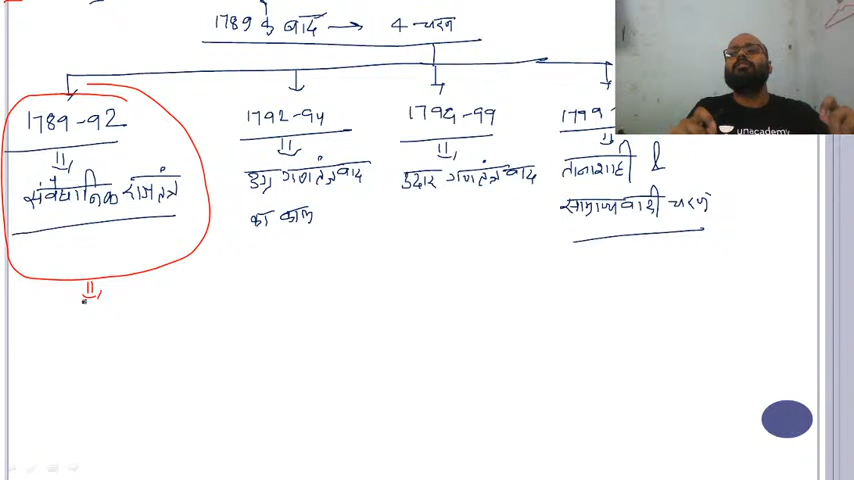 1789 के बाद → 4 चरण
1789-92
संवैधानिक राजतंत्र
1792-94
उग्र गणतंत्रवाद
का काल
1794-99
उदार गणतंत्रवाद
1799-
तानाशाही &
साम्राज्यवादी चरण
unacademy